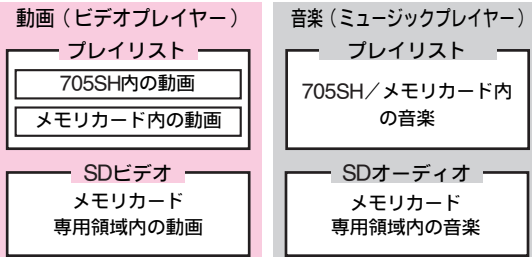 動画（ビデオプレイヤー）
プレイリスト
705SH内の動画
メモリカード内の動画
SDビデオ
メモリカード
専用領域内の動画
音楽（ミュージックプレイヤー）
プレイリスト
705SH／メモリカード内
の音楽
SDオーディオ
メモリカード
専用領域内の音楽